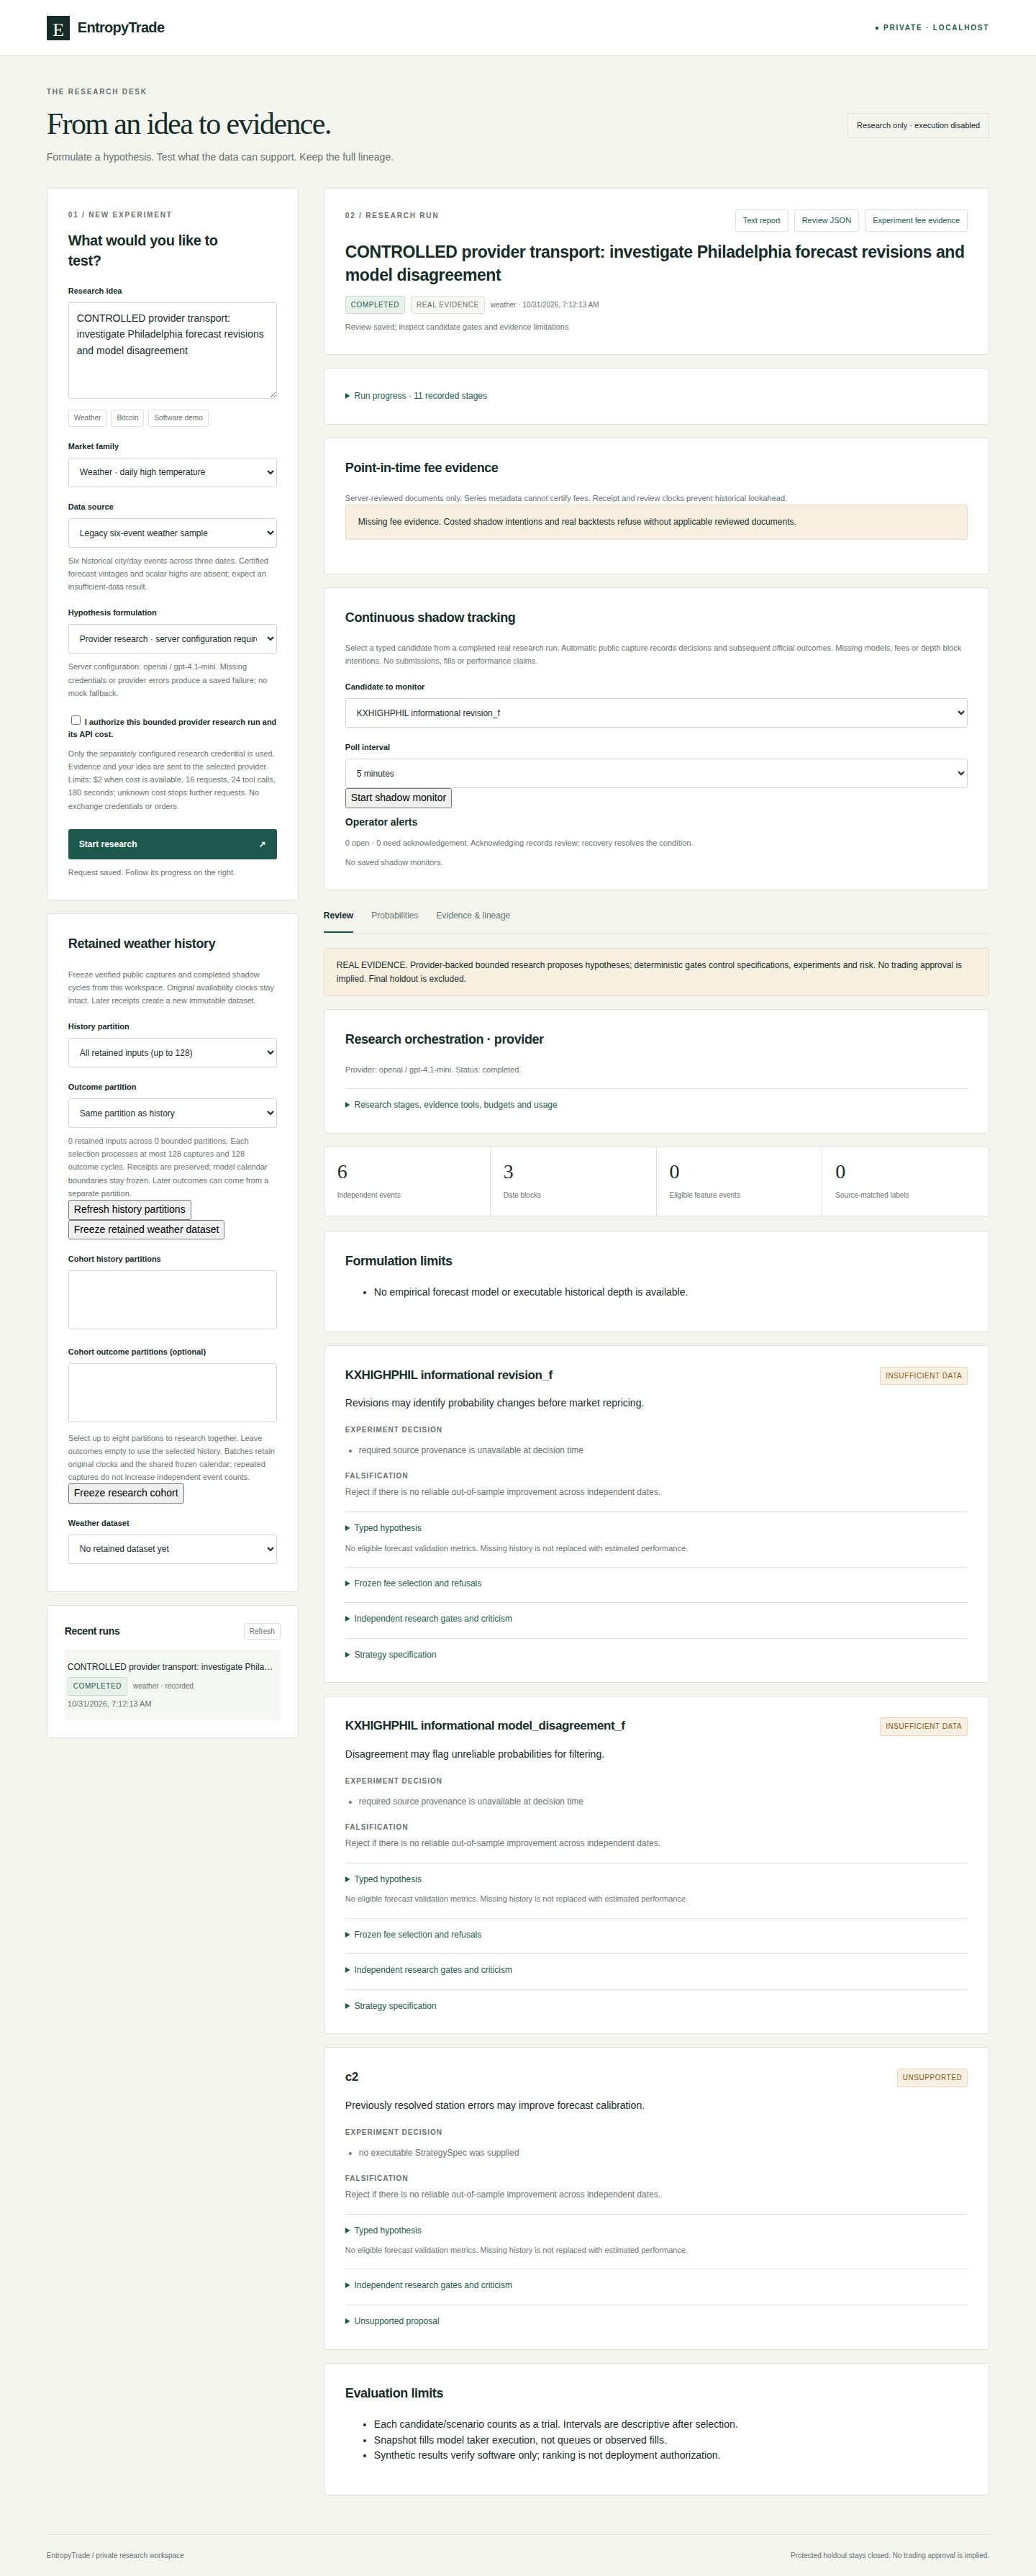 E EntropyTrade
● PRIVATE · LOCALHOST
THE RESEARCH DESK
From an idea to evidence.
Research only · execution disabled
Formulate a hypothesis. Test what the data can support. Keep the full lineage.
01 / NEW EXPERIMENT
What would you like to
test?
Research idea
CONTROLLED provider transport:
investigate Philadelphia forecast revisions
and model disagreement
Weather
Bitcoin
Software demo
Market family
Weather · daily high temperature
Data source
Legacy six-event weather sample
Six historical city/day events across three dates. Certified
forecast vintages and scalar highs are absent; expect an
insufficient-data result.
Hypothesis formulation
Provider research · server configuration requir
Server configuration: openai / gpt-4.1-mini. Missing
credentials or provider errors produce a saved failure; no
mock fallback.
I authorize this bounded provider research run and
its API cost.
Only the separately configured research credential is used.
Evidence and your idea are sent to the selected provider.
Limits: $2 when cost is available, 16 requests, 24 tool calls,
180 seconds; unknown cost stops further requests. No
exchange credentials or orders.
Start research ↗
Request saved. Follow its progress on the right.
Retained weather history
Freeze verified public captures and completed shadow
cycles from this workspace. Original availability clocks stay
intact. Later receipts create a new immutable dataset.
History partition
All retained inputs (up to 128)
Outcome partition
Same partition as history
0 retained inputs across 0 bounded partitions. Each
selection processes at most 128 captures and 128
outcome cycles. Receipts are preserved; model calendar
boundaries stay frozen. Later outcomes can come from a
separate partition.
Refresh history partitions
Freeze retained weather dataset
Cohort history partitions
Cohort outcome partitions (optional)
Select up to eight partitions to research together. Leave
outcomes empty to use the selected history. Batches retain
original clocks and the shared frozen calendar; repeated
captures do not increase independent event counts.
Freeze research cohort
Weather dataset
No retained dataset yet
Recent runs
Refresh
CONTROLLED provider transport: investigate Phila…
COMPLETED weather · recorded
10/31/2026, 7:12:13 AM
02 / RESEARCH RUN
Text report
Review JSON
Experiment fee evidence
CONTROLLED provider transport: investigate Philadelphia forecast revisions and
model disagreement
COMPLETED REAL EVIDENCE weather · 10/31/2026, 7:12:13 AM
Review saved; inspect candidate gates and evidence limitations
▶ Run progress · 11 recorded stages
Point-in-time fee evidence
Server-reviewed documents only. Series metadata cannot certify fees. Receipt and review clocks prevent historical lookahead.
Missing fee evidence. Costed shadow intentions and real backtests refuse without applicable reviewed documents.
Continuous shadow tracking
Select a typed candidate from a completed real research run. Automatic public capture records decisions and subsequent official outcomes. Missing models, fees or depth block
intentions. No submissions, fills or performance claims.
Candidate to monitor
KXHIGHPHIL informational revision_f
Poll interval
5 minutes
Start shadow monitor
Operator alerts
0 open · 0 need acknowledgement. Acknowledging records review; recovery resolves the condition.
No saved shadow monitors.
Review
Probabilities
Evidence & lineage
REAL EVIDENCE. Provider-backed bounded research proposes hypotheses; deterministic gates control specifications, experiments and risk. No trading approval is
implied. Final holdout is excluded.
Research orchestration · provider
Provider: openai / gpt-4.1-mini. Status: completed.
▶ Research stages, evidence tools, budgets and usage
6
Independent events
3
Date blocks
0
Eligible feature events
0
Source-matched labels
Formulation limits
• No empirical forecast model or executable historical depth is available.
KXHIGHPHIL informational revision_f
INSUFFICIENT DATA
Revisions may identify probability changes before market repricing.
EXPERIMENT DECISION
• required source provenance is unavailable at decision time
FALSIFICATION
Reject if there is no reliable out-of-sample improvement across independent dates.
▶ Typed hypothesis
No eligible forecast validation metrics. Missing history is not replaced with estimated performance.
▶ Frozen fee selection and refusals
▶ Independent research gates and criticism
▶ Strategy specification
KXHIGHPHIL informational model_disagreement_f
INSUFFICIENT DATA
Disagreement may flag unreliable probabilities for filtering.
EXPERIMENT DECISION
• required source provenance is unavailable at decision time
FALSIFICATION
Reject if there is no reliable out-of-sample improvement across independent dates.
▶ Typed hypothesis
No eligible forecast validation metrics. Missing history is not replaced with estimated performance.
▶ Frozen fee selection and refusals
▶ Independent research gates and criticism
▶ Strategy specification
c2
UNSUPPORTED
Previously resolved station errors may improve forecast calibration.
EXPERIMENT DECISION
• no executable StrategySpec was supplied
FALSIFICATION
Reject if there is no reliable out-of-sample improvement across independent dates.
▶ Typed hypothesis
No eligible forecast validation metrics. Missing history is not replaced with estimated performance.
▶ Independent research gates and criticism
▶ Unsupported proposal
Evaluation limits
• Each candidate/scenario counts as a trial. Intervals are descriptive after selection.
• Snapshot fills model taker execution, not queues or observed fills.
• Synthetic results verify software only; ranking is not deployment authorization.
EntropyTrade / private research workspace
Protected holdout stays closed. No trading approval is implied.